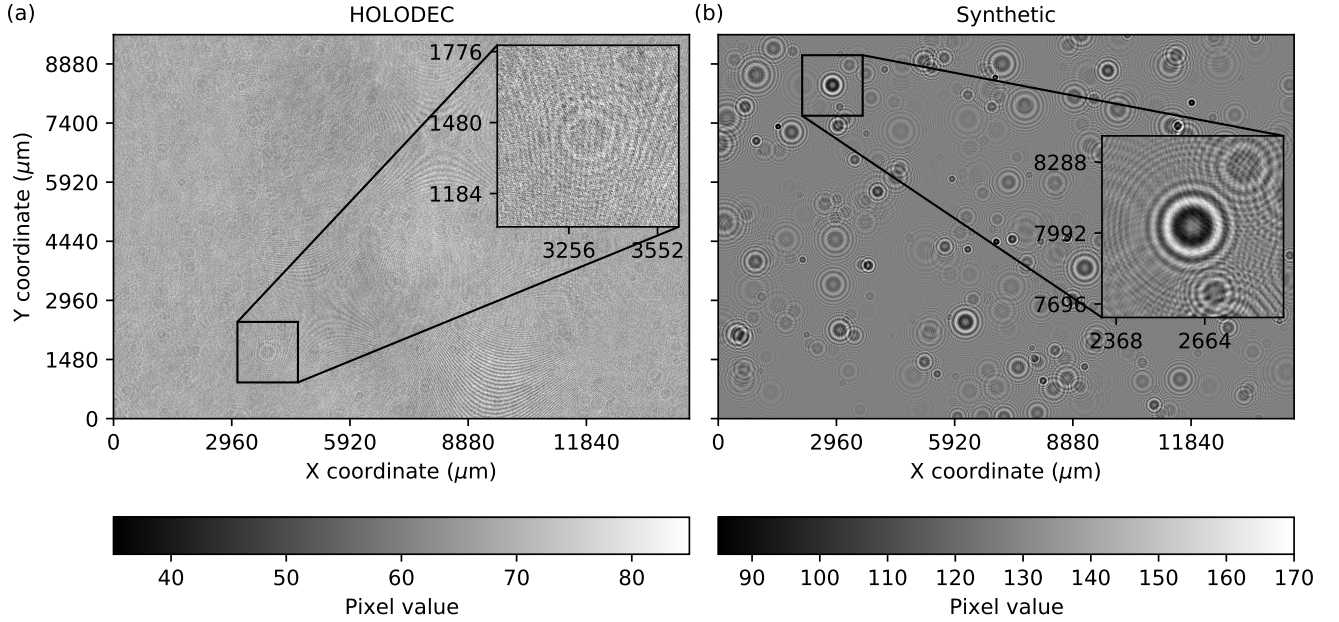 (a)
HOLODEC
8880
7400
5920
4440
2960
1480
0
Y coordinate (μm)
0 2960 5920 8880 11840
X coordinate (μm)
1776
1480
1184
3256 3552
40 50 60 70 80
Pixel value
(b)
Synthetic
0 2960 5920 8880 11840
X coordinate (μm)
8288
7992
7696
2368 2664
90 100 110 120 130 140 150 160 170
Pixel value